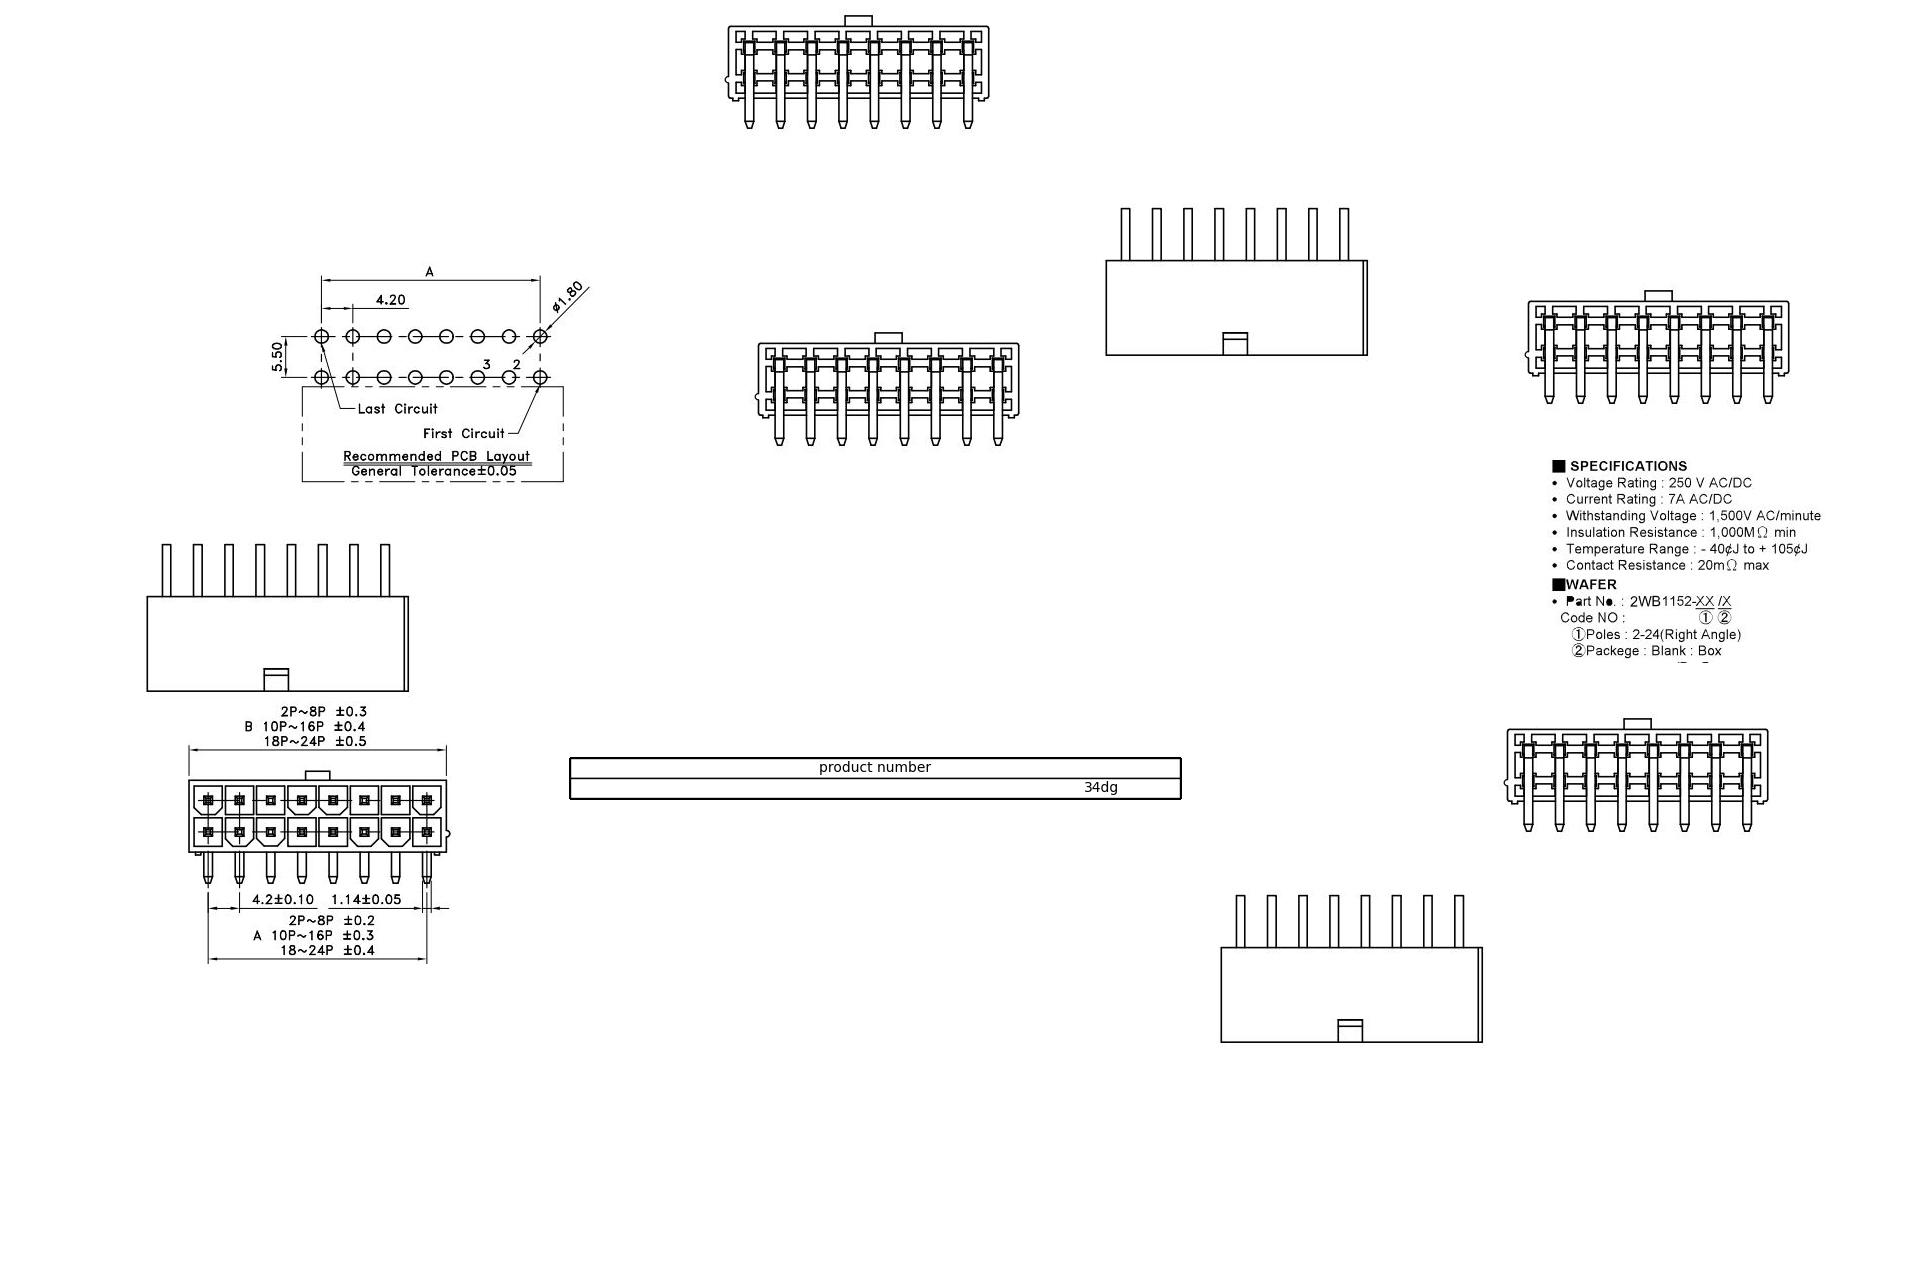 A
4.20
ø1.80
5.50
3
2
Last Circuit
First Circuit
Recommended PCB Layout
General Tolerance±0.05
■ SPECIFICATIONS
• Voltage Rating : 250 V AC/DC
• Current Rating : 7A AC/DC
• Withstanding Voltage : 1,500V AC/minute
• Insulation Resistance : 1,000MΩ min
• Temperature Range : - 40¢J to + 105¢J
• Contact Resistance : 20mΩ max
■WAFER
• Part No. : 2WB1152-XX /X
Code NO : ① ②
①Poles : 2-24(Right Angle)
②Packege : Blank : Box
2P~8P ±0.3
B 10P~16P ±0.4
18P~24P ±0.5
4.2±0.10 1.14±0.05
2P~8P ±0.2
A 10P~16P ±0.3
18~24P ±0.4
product number
34dg